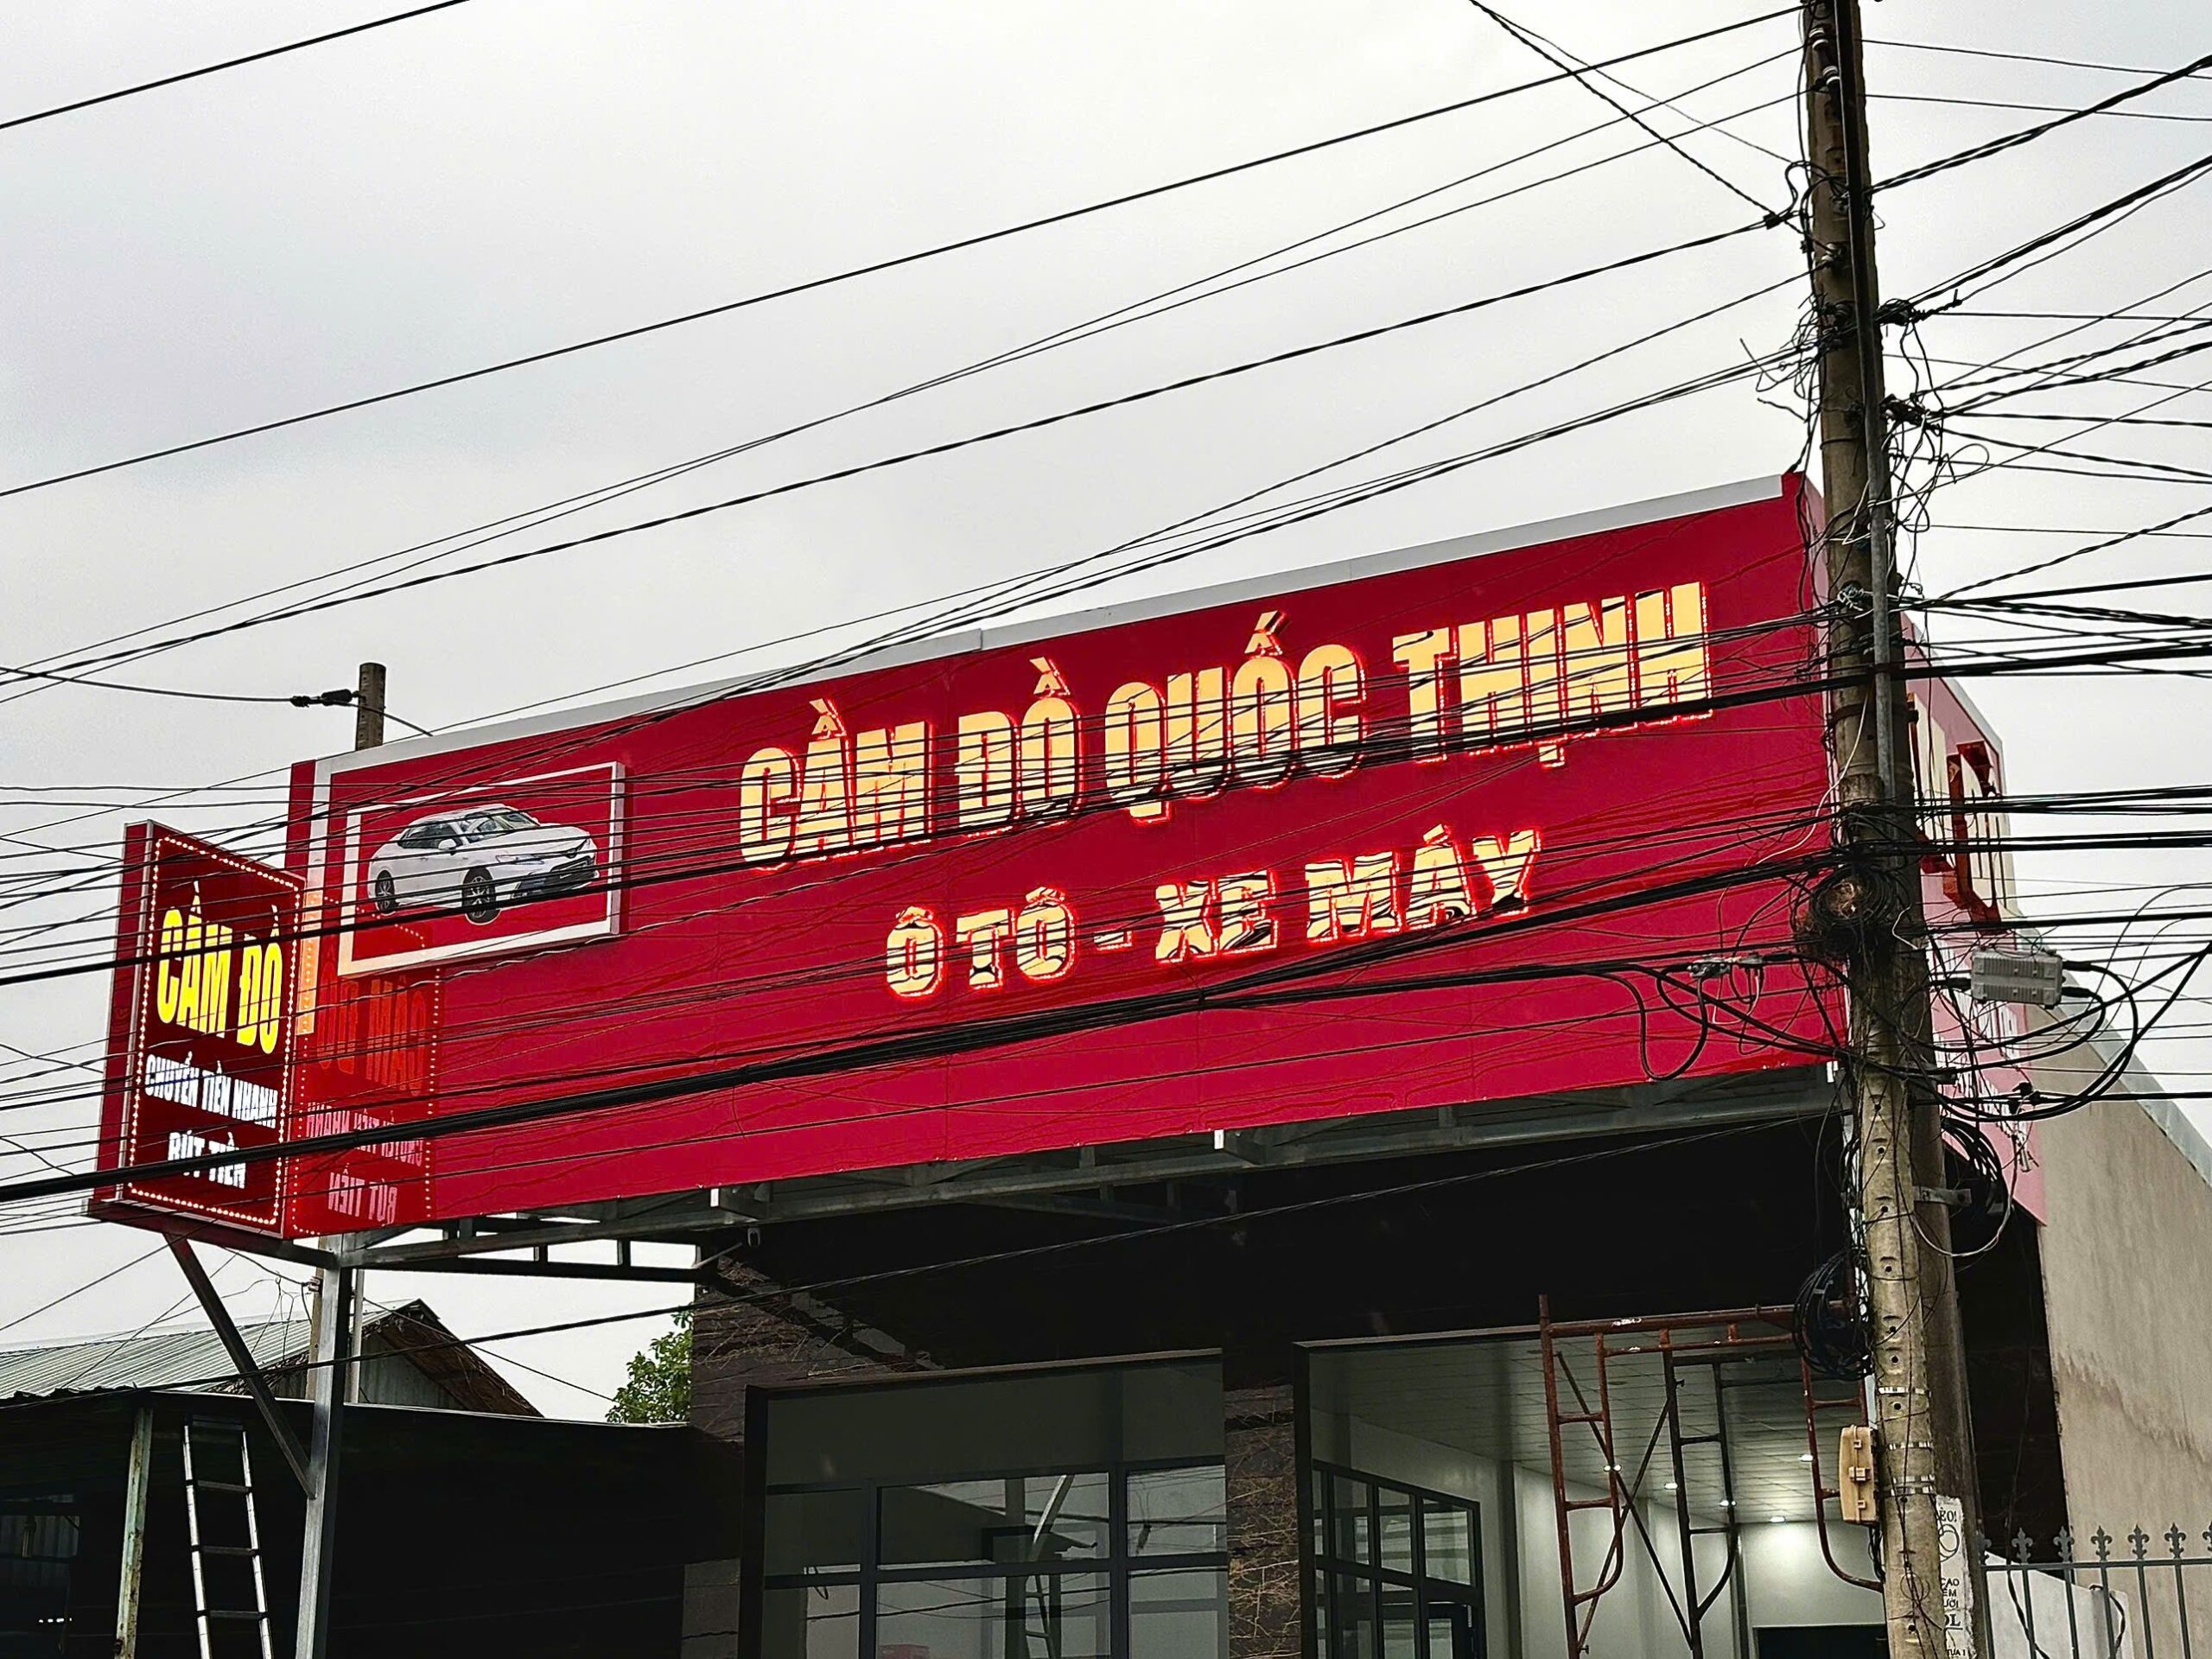 CẦM ĐỒ QUỐC THỊNH
Ô TÔ - XE MÁY
CẦM ĐỒ
CHUYỂN TIỀN NHANH
RÚT TIỀN